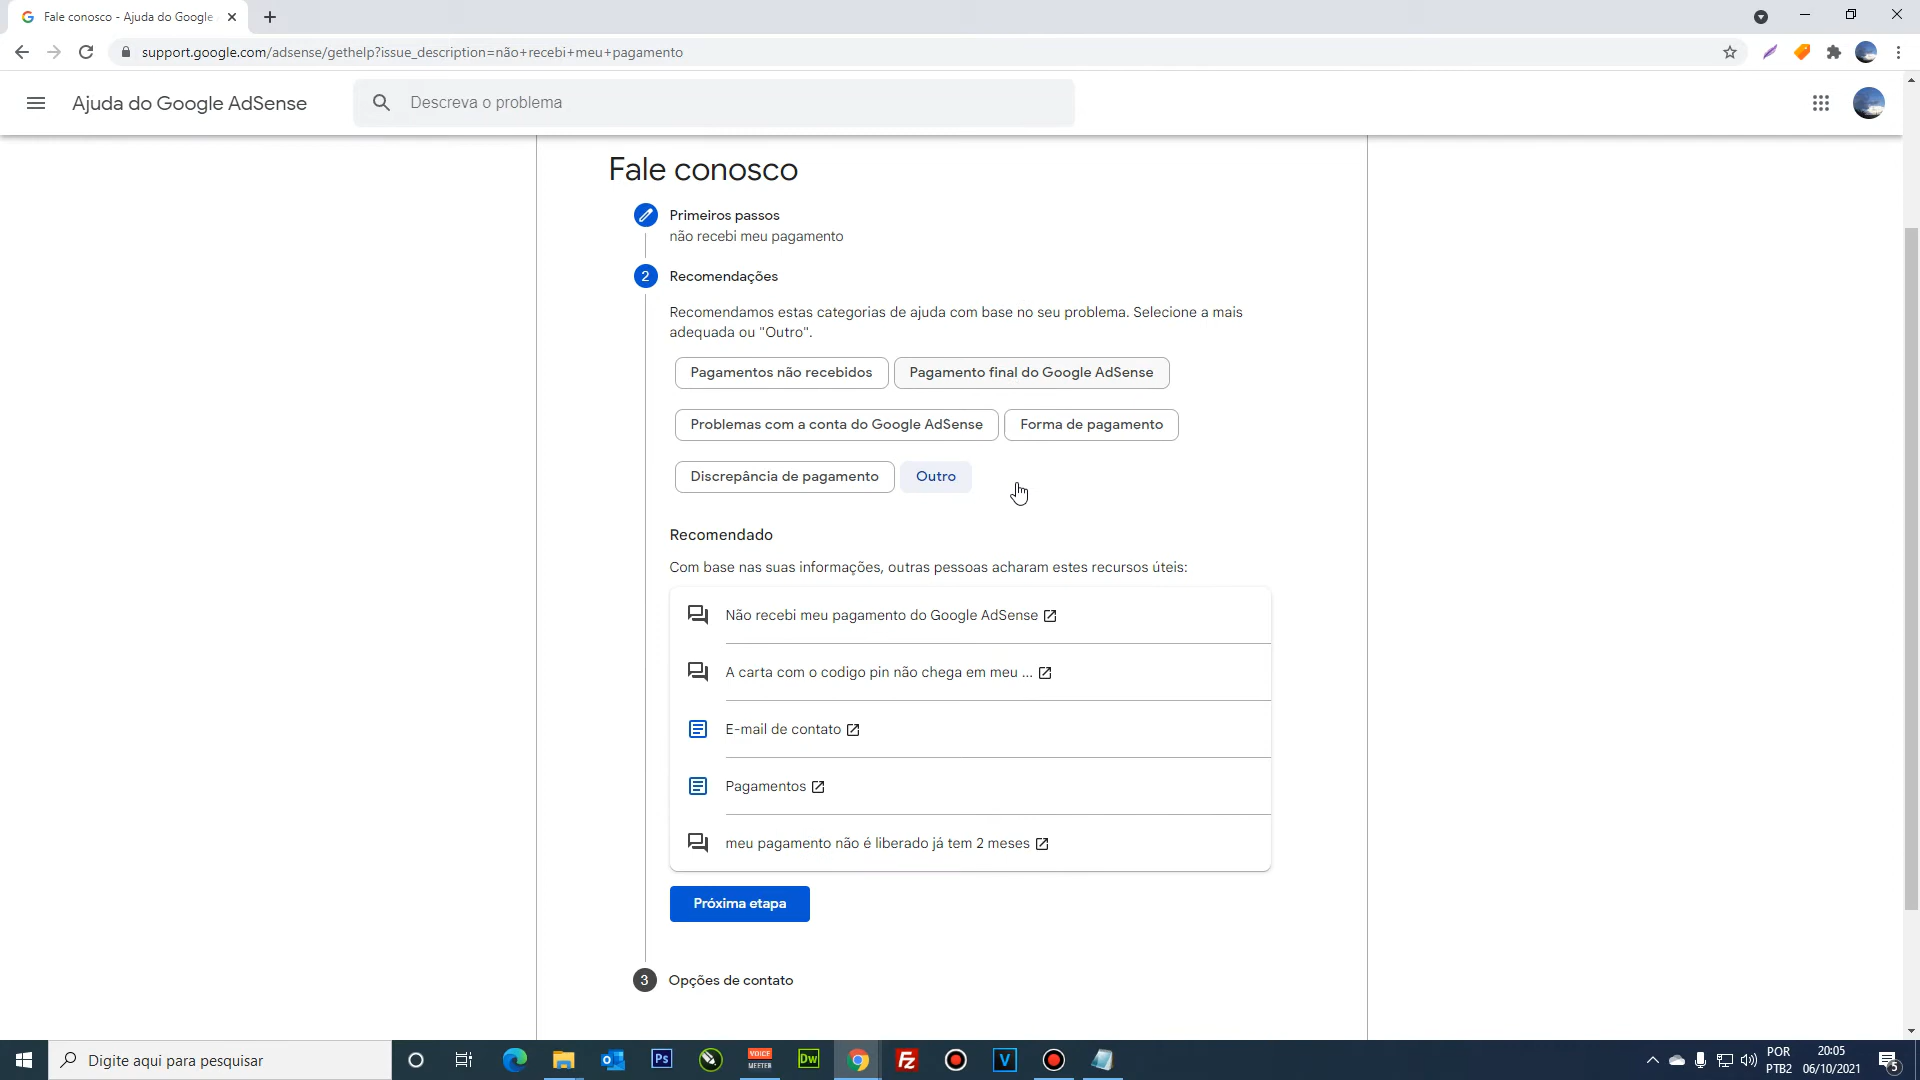 Fale conosco - Ajuda do Google
support.google.com/adsense/gethelp?issue_description=não+recebi+meu+pagamento
Ajuda do Google AdSense
Descreva o problema
Fale conosco
Primeiros passos
não recebi meu pagamento
2 Recomendações
Recomendamos estas categorias de ajuda com base no seu problema. Selecione a mais
adequada ou "Outro".
Pagamentos não recebidos
Pagamento final do Google AdSense
Problemas com a conta do Google AdSense
Forma de pagamento
Discrepância de pagamento
Outro
Recomendado
Com base nas suas informações, outras pessoas acharam estes recursos úteis:
Não recebi meu pagamento do Google AdSense
A carta com o codigo pin não chega em meu ...
E-mail de contato
Pagamentos
meu pagamento não é liberado já tem 2 meses
Próxima etapa
3 Opções de contato
Digite aqui para pesquisar
Ps
VOICE
MEETER
Dw
Fz
V
POR
PTB2
20:05
06/10/2021
5